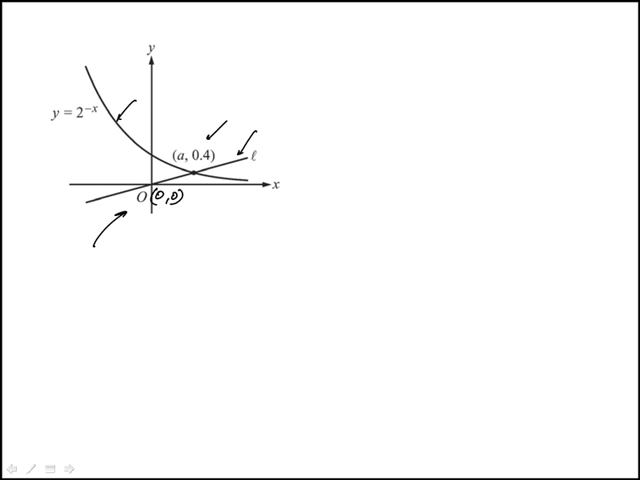 y
y = 2⁻ˣ
(a, 0.4)
ℓ
x
O (0,0)